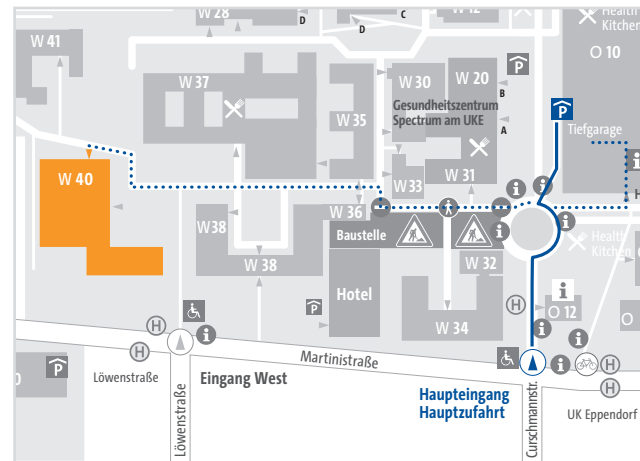 W 28
D
C
D
W 12
Health
Kitchen
W 41
O 10
W 37
W 30
W 20
P
B
Gesundheitszentrum
Spectrum am UKE
A
P
Tiefgarage
W 35
W 40
W 31
W 33
i
i
i
H
W 36
W 38
Baustelle
i
i
Health
Kitchen
W 38
W 32
Hotel
P
H
i
O 12
O
W 34
H
i
H
Martinistraße
i
i
H
H
P
Löwenstraße
Eingang West
Löwenstraße
Haupteingang
Hauptzufahrt
Curschmannstr.
UK Eppendorf